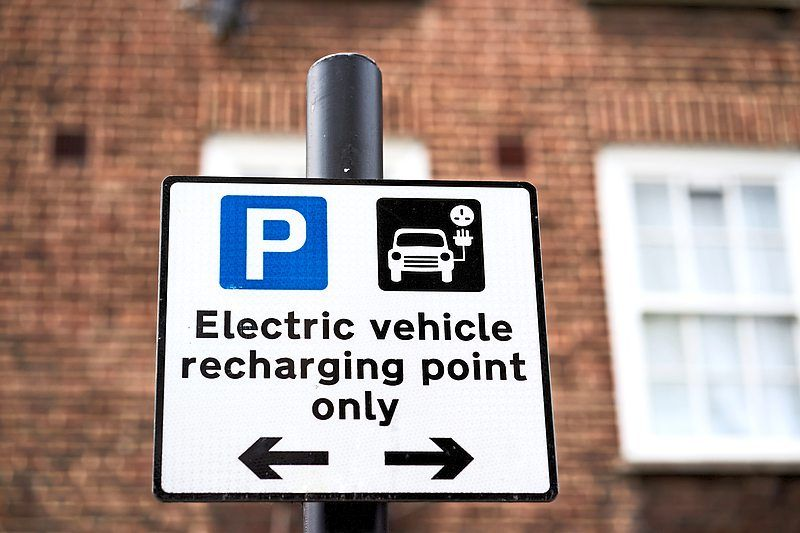 P
Electric vehicle
recharging point
only